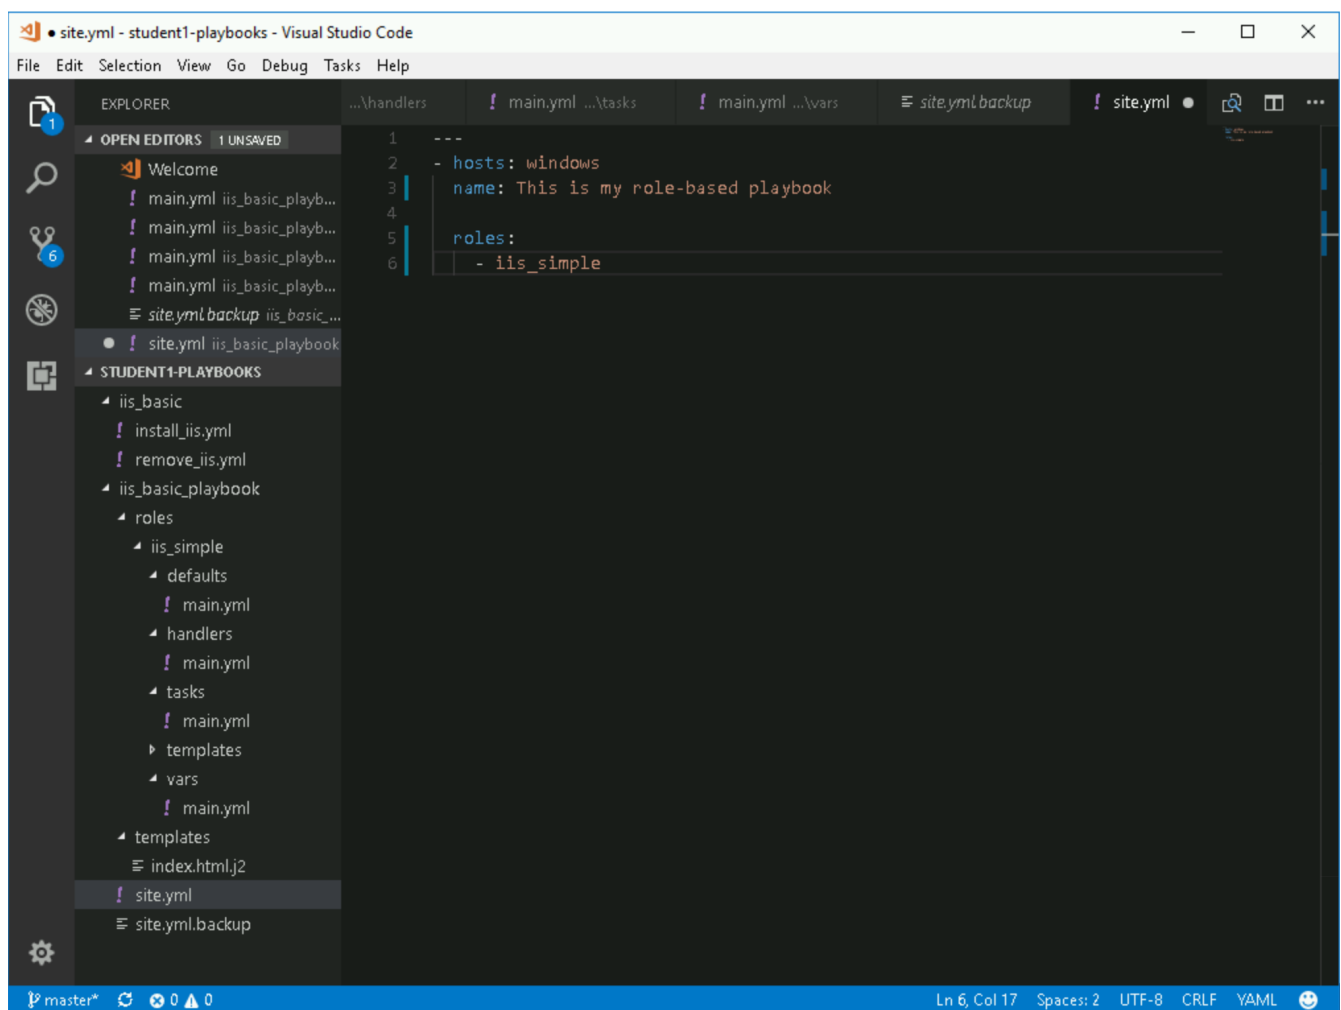 ● site.yml - student1-playbooks - Visual Studio Code
File Edit Selection View Go Debug Tasks Help
EXPLORER
...\handlers
! main.yml ...\tasks
! main.yml ...\vars
site.yml.backup
! site.yml ●
1
OPEN EDITORS 1 UNSAVED
Welcome
! main.yml iis_basic_playb...
! main.yml iis_basic_playb...
! main.yml iis_basic_playb...
! main.yml iis_basic_playb...
site.yml.backup iis_basic_...
● ! site.yml iis_basic_playbook
6
STUDENT1-PLAYBOOKS
iis_basic
! install_iis.yml
! remove_iis.yml
iis_basic_playbook
roles
iis_simple
defaults
! main.yml
handlers
! main.yml
tasks
! main.yml
templates
vars
! main.yml
templates
index.html.j2
! site.yml
site.yml.backup
1 ---
2 - hosts: windows
3 name: This is my role-based playbook
4
5 roles:
6 - iis_simple
master* 0 0 Ln 6, Col 17 Spaces: 2 UTF-8 CRLF YAML